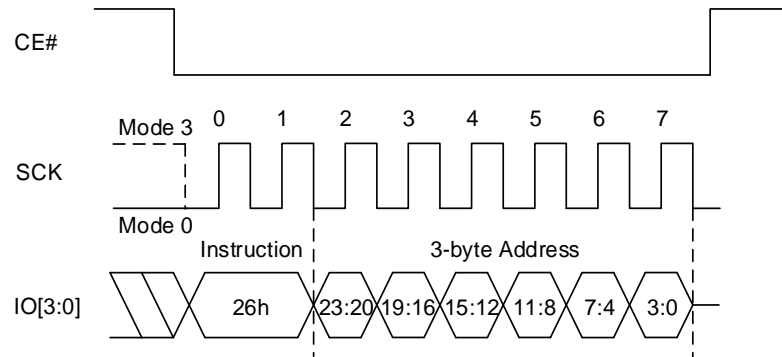 CE#
0 1 2 3 4 5 6 7
Mode 3
SCK
Mode 0
Instruction 3-byte Address
IO[3:0] 26h 23:20 19:16 15:12 11:8 7:4 3:0